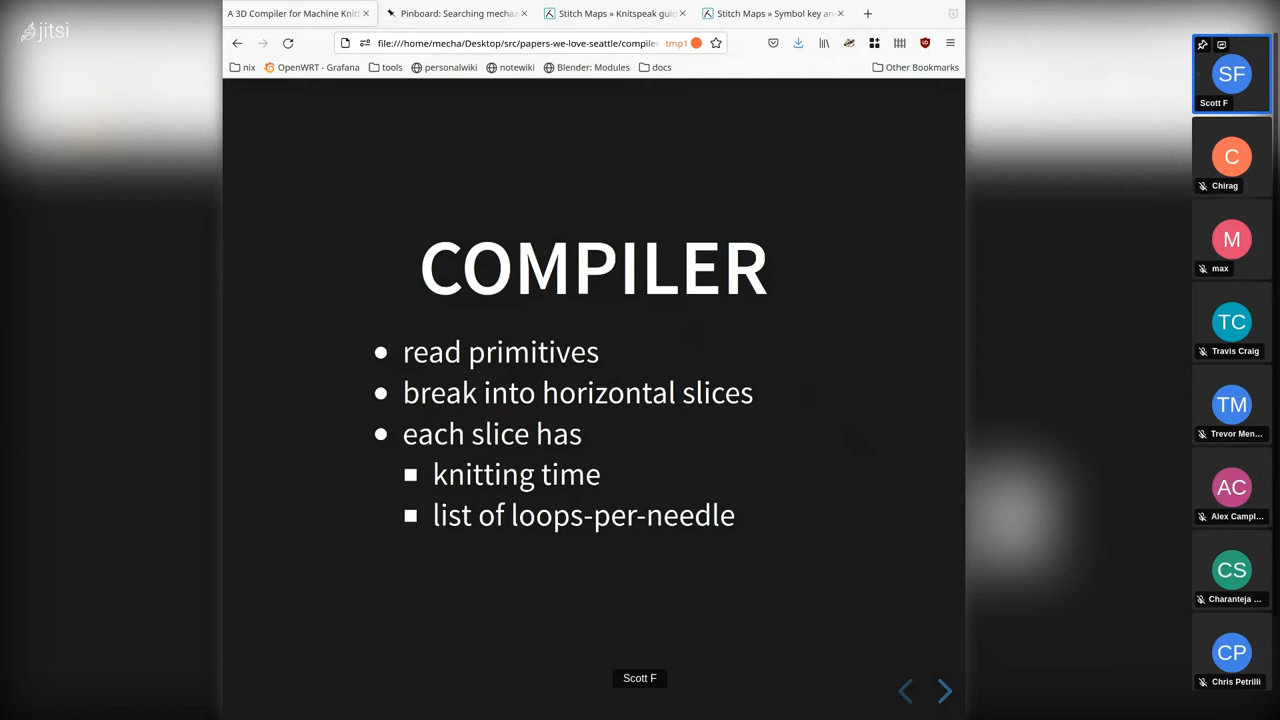 jitsi
A 3D Compiler for Machine Knitt
Pinboard: Searching mecha
Stitch Maps » Knitspeak guid
Stitch Maps » Symbol key an
file:///home/mecha/Desktop/src/papers-we-love-seattle/compiler
tmp1
nix
OpenWRT - Grafana
tools
personalwiki
notewiki
Blender: Modules
docs
Other Bookmarks
COMPILER
read primitives
break into horizontal slices
each slice has
knitting time
list of loops-per-needle
Scott F
SF
Scott F
C
Chirag
M
max
TC
Travis Craig
TM
Trevor Men...
AC
Alex Campl...
CS
Charanteja ...
CP
Chris Petrilli